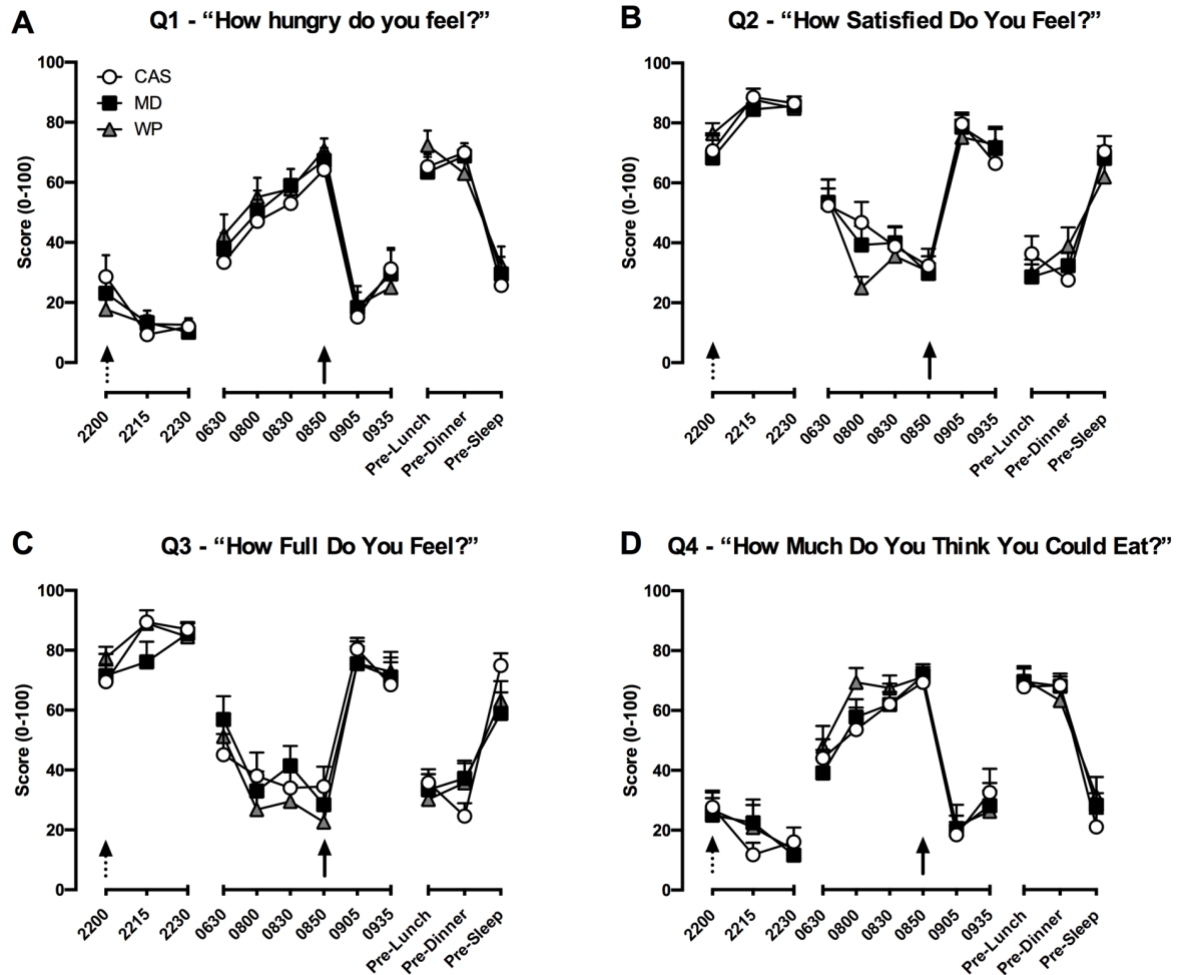 A
Q1 - “How hungry do you feel?”
Score (0-100)
100
80
60
40
20
0
CAS
MD
WP
2200
2215
2230
0630
0800
0830
0850
0905
0935
Pre-Lunch
Pre-Dinner
Pre-Sleep
B
Q2 - “How Satisfied Do You Feel?”
Score (0-100)
100
80
60
40
20
0
2200
2215
2230
0630
0800
0830
0850
0905
0935
Pre-Lunch
Pre-Dinner
Pre-Sleep
C
Q3 - “How Full Do You Feel?”
Score (0-100)
100
80
60
40
20
0
2200
2215
2230
0630
0800
0830
0850
0905
0935
Pre-Lunch
Pre-Dinner
Pre-Sleep
D
Q4 - “How Much Do You Think You Could Eat?”
Score (0-100)
100
80
60
40
20
0
2200
2215
2230
0630
0800
0830
0850
0905
0935
Pre-Lunch
Pre-Dinner
Pre-Sleep